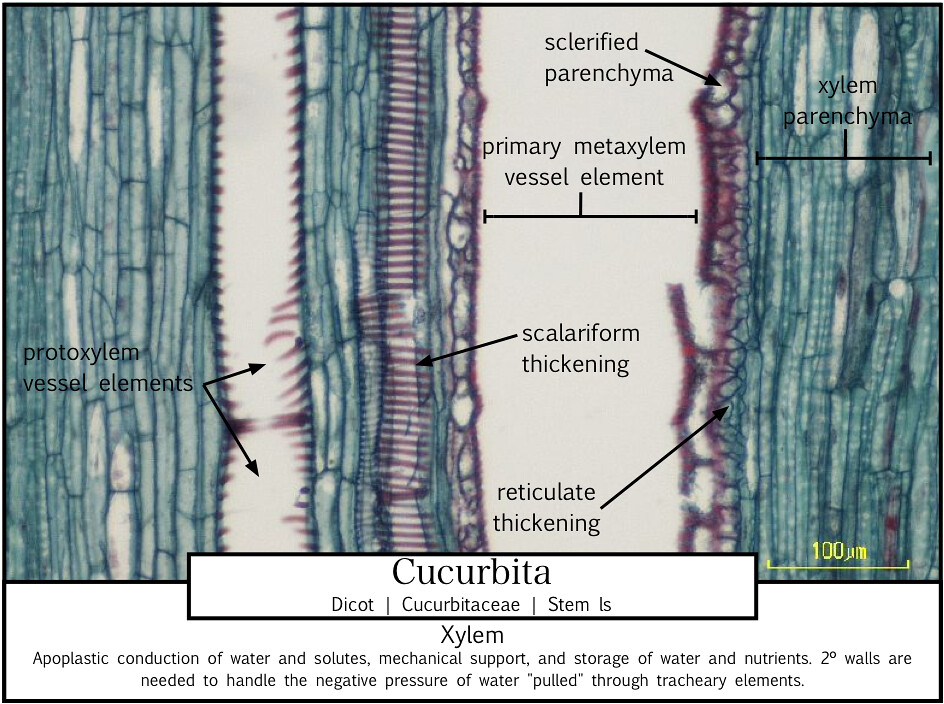 sclerified
parenchyma
xylem
parenchyma
primary metaxylem
vessel element
scalariform
thickening
protoxylem
vessel elements
reticulate
thickening
100µm
Cucurbita
Dicot | Cucurbitaceae | Stem ls
Xylem
Apoplastic conduction of water and solutes, mechanical support, and storage of water and nutrients. 2º walls are
needed to handle the negative pressure of water "pulled" through tracheary elements.